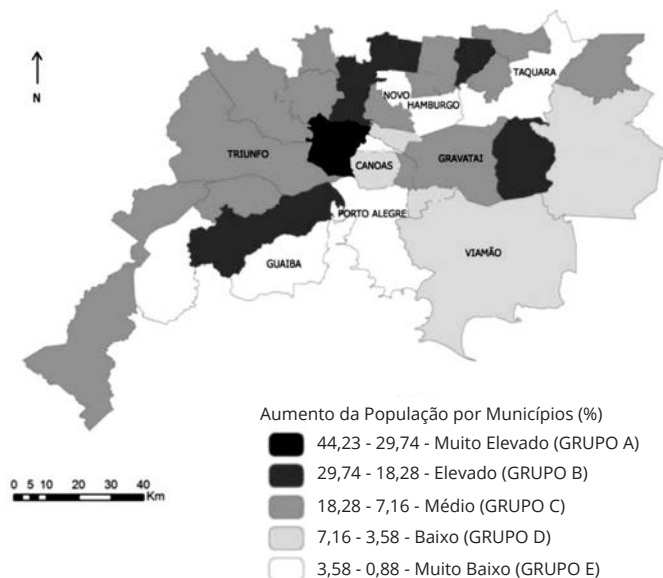 N
TAQUARA
NOVO
HAMBURGO
TRIUNFO
CANOAS
GRAVATAI
PORTO ALEGRE
VIAMÃO
GUAIBA
Aumento da População por Municípios (%)
44,23 - 29,74 - Muito Elevado (GRUPO A)
29,74 - 18,28 - Elevado (GRUPO B)
18,28 - 7,16 - Médio (GRUPO C)
7,16 - 3,58 - Baixo (GRUPO D)
3,58 - 0,88 - Muito Baixo (GRUPO E)
0 5 10 20 30 40
Km